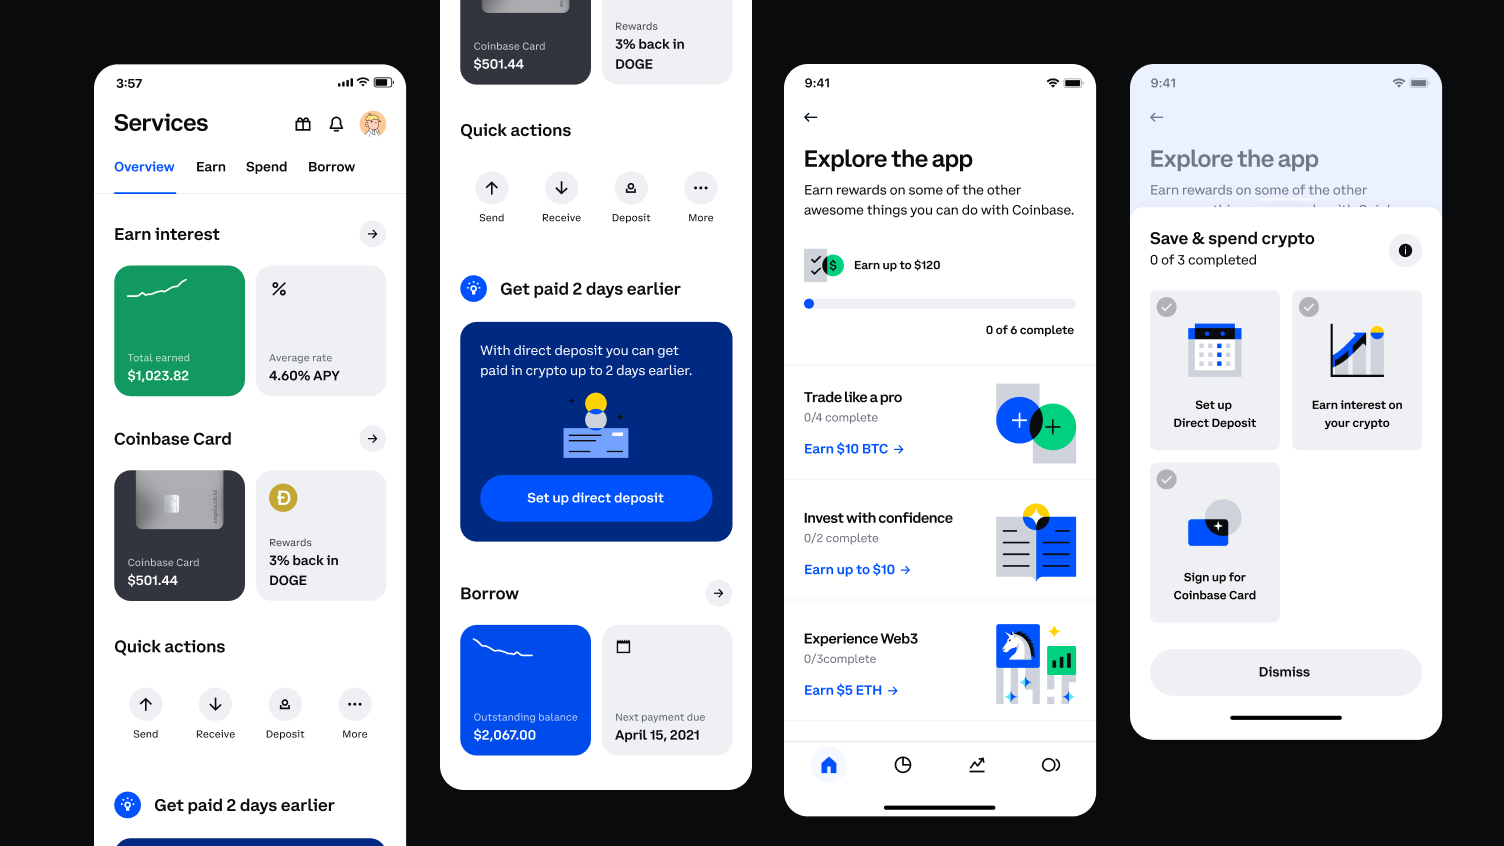 3:57
Services
Overview Earn Spend Borrow
Earn interest
Total earned
$1,023.82
Average rate
4.60% APY
Coinbase Card
Coinbase Card
$501.44
Rewards
3% back in
DOGE
Quick actions
Send Receive Deposit More
Get paid 2 days earlier
Coinbase Card
$501.44
Rewards
3% back in
DOGE
Quick actions
Send Receive Deposit More
Get paid 2 days earlier
With direct deposit you can get
paid in crypto up to 2 days earlier.
Set up direct deposit
Borrow
Outstanding balance
$2,067.00
Next payment due
April 15, 2021
9:41
Explore the app
Earn rewards on some of the other
awesome things you can do with Coinbase.
Earn up to $120
0 of 6 complete
Trade like a pro
0/4 complete
Earn $10 BTC →
Invest with confidence
0/2 complete
Earn up to $10 →
Experience Web3
0/3complete
Earn $5 ETH →
9:41
Explore the app
Earn rewards on some of the other
Save & spend crypto
0 of 3 completed
Set up
Direct Deposit
Earn interest on
your crypto
Sign up for
Coinbase Card
Dismiss